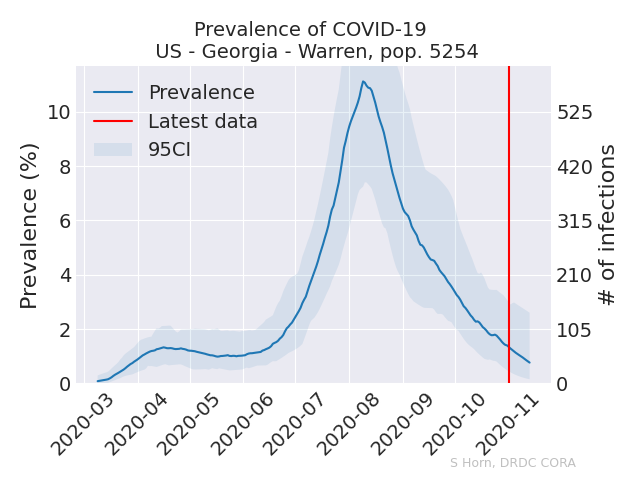 Prevalence of COVID-19
US - Georgia - Warren, pop. 5254
Prevalence
Latest data
95CI
Prevalence (%)
10
8
6
4
2
0
525
420
315
210
105
0
# of infections
2020-03
2020-04
2020-05
2020-06
2020-07
2020-08
2020-09
2020-10
2020-11
S Horn, DRDC CORA